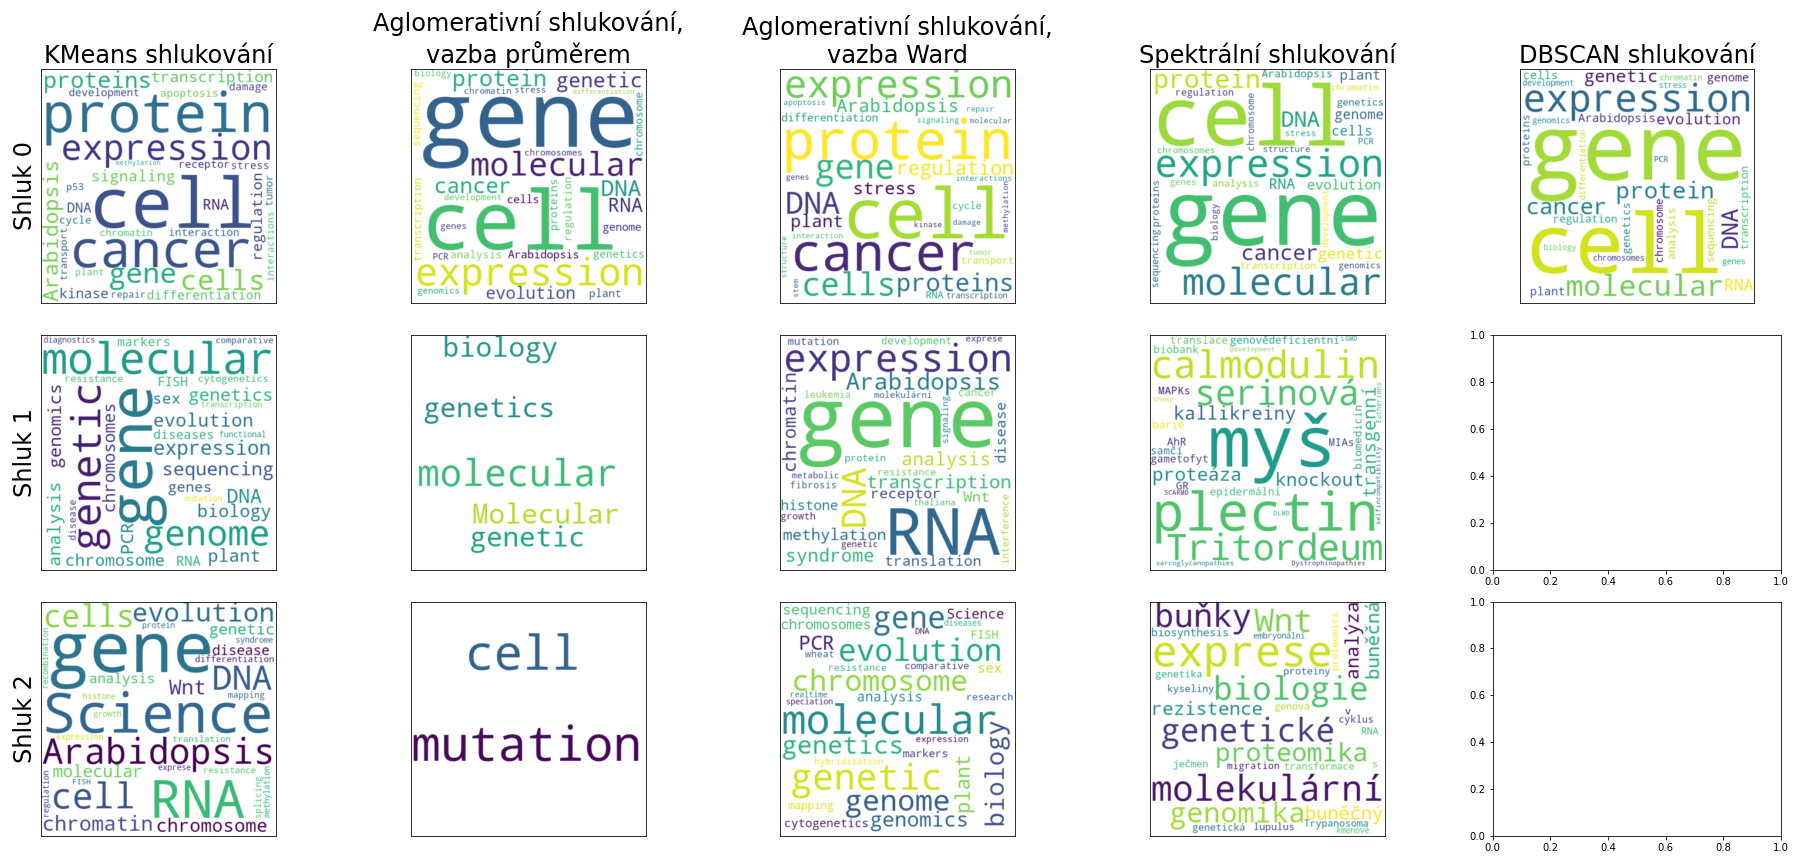 Aglomerativní shlukování,
vazba průměrem
Aglomerativní shlukování,
vazba Ward
KMeans shlukování
Spektrální shlukování
DBSCAN shlukování
Shluk 0
proteins transcription
development apoptosis damage
protein
expression
methylation
signaling receptor stress
Arabidopsis
p53
DNA
cell
RNA
regulation
cycle
transport
chromatin interaction
cancer
interactions tumor
plant
gene cells
kinase repair differentiation
biology protein genetic
chromatin stress differentiation
sequencing
gene
chromosome
chromosomes
molecular
cancer
DNA
development cells
RNA
proteins
regulation
transcription
cell
genes
genome
PCR analysis Arabidopsis genetics
expression
genomics evolution plant
expression
apoptosis Arabidopsis repair
differentiation signaling molecular
protein
gene regulation
genes stress interactions
DNA
plant
cell
cycle
kinase damage
methylation
interaction
cancer
structure
tumor
transport
stem
cells proteins
RNA transcription
protein Arabidopsis plant
regulation chromatin
cell
chromosome
DNA
stress
genetics
genome
cells
PCR
chromosomes structure
expression
genes analysis RNA evolution
proteins
sequencing
gene
biology
development
cancer genetic
transcription genomics
molecular
cells genetic chromatin genome
development stress
expression
genomics Arabidopsis evolution
proteins
gene
PCR
differentiation
protein
cancer
regulation
genetics
chromosome
analysis
sequencing
DNA
transcription
cell
biology
chromosomes
genes
plant molecular RNA
Shluk 1
diagnostics markers comparative
molecular
resistance FISH cytogenetics
genomics
genetic
chromosomes
gene
sex genetics
transcription
evolution
diseases functional
expression
sequencing
genes
mutation DNA
biology
analysis
disease
PCR
genome
chromosome RNA plant
biology
genetics
molecular
Molecular
genetic
mutation development exprese
expression
Arabidopsis
chromatin
leukemia molekulární cancer
gene
signaling
disease
protein analysis
metabolic
fibrosis
resistance
transcription
DNA
receptor Wnt
histone
growth
thaliana
RNA
interference
methylation
genetic
syndrome translation
translace genovědeficientní LGMD
biobank Development
calmodulin
MAPKs
Sheep
serinová
kallikreiny
barié
myš
AhR
MIAs
samčí
gametofyt
biomedicin
transgenní
Eutherians
selfincompatibility
proteáza knockout
GR
SCARMD epidermální
plectin
DLMD
Tritordeum
sarcoglycanopathies Dystrophinopathies
1.0
0.8
0.6
0.4
0.2
0.0
0.0 0.2 0.4 0.6 0.8 1.0
Shluk 2
cells evolution
protein genetic
recombination
gene
syndrome
disease
differentiation
analysis
Wnt DNA
mapping
histone
Science
growth
expression translation
Arabidopsis
molecular exprese resistance
FISH
regulation
cell RNA
splicing
methylation
chromatin chromosome
cell
mutation
sequencing
chromosomes
gene Science
DNA diseases
PCR
wheat
FISH
evolution
resistance comparative sex
chromosome
realtime
speciation
analysis research
molecular
expression
genetics markers
hybridization
genetic
biology
plant
mapping
genome
cytogenetics genomics
buňky Wnt
biosynthesis embryonální
proteomics
analýza
buněčná
exprese
genetika
proteiny
kyseliny
biologie
rezistence genová
v
cyklus
genetické
RNA
proteomika
ječmen migration transformace s
molekulární
genomika buněčný
Trypanosoma
genetická lupulus kmenové
1.0
0.8
0.6
0.4
0.2
0.0
0.0 0.2 0.4 0.6 0.8 1.0